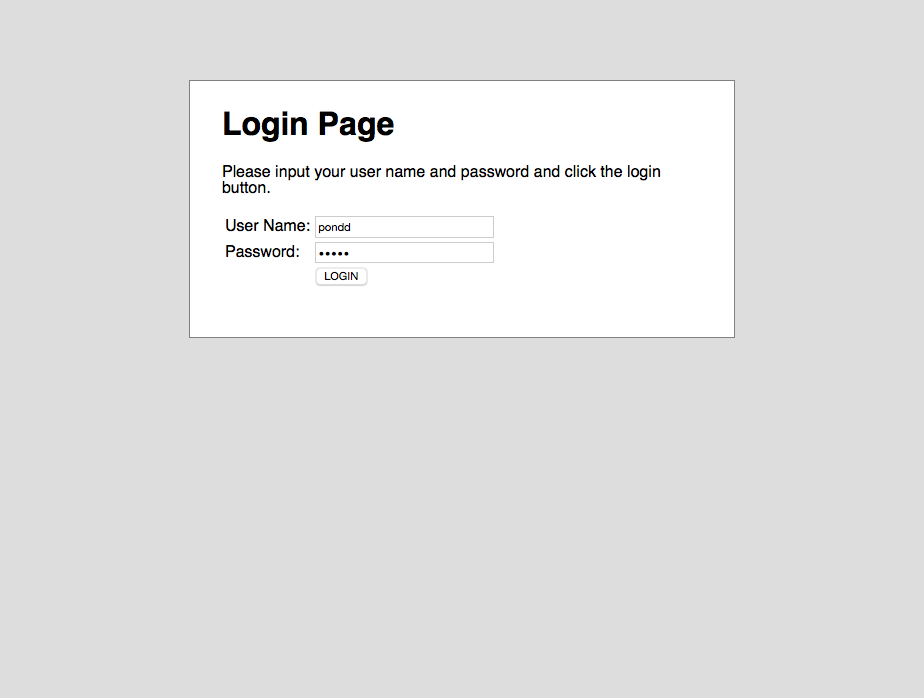 Login Page
Please input your user name and password and click the login
button.
User Name: pondd
Password: •••••
LOGIN